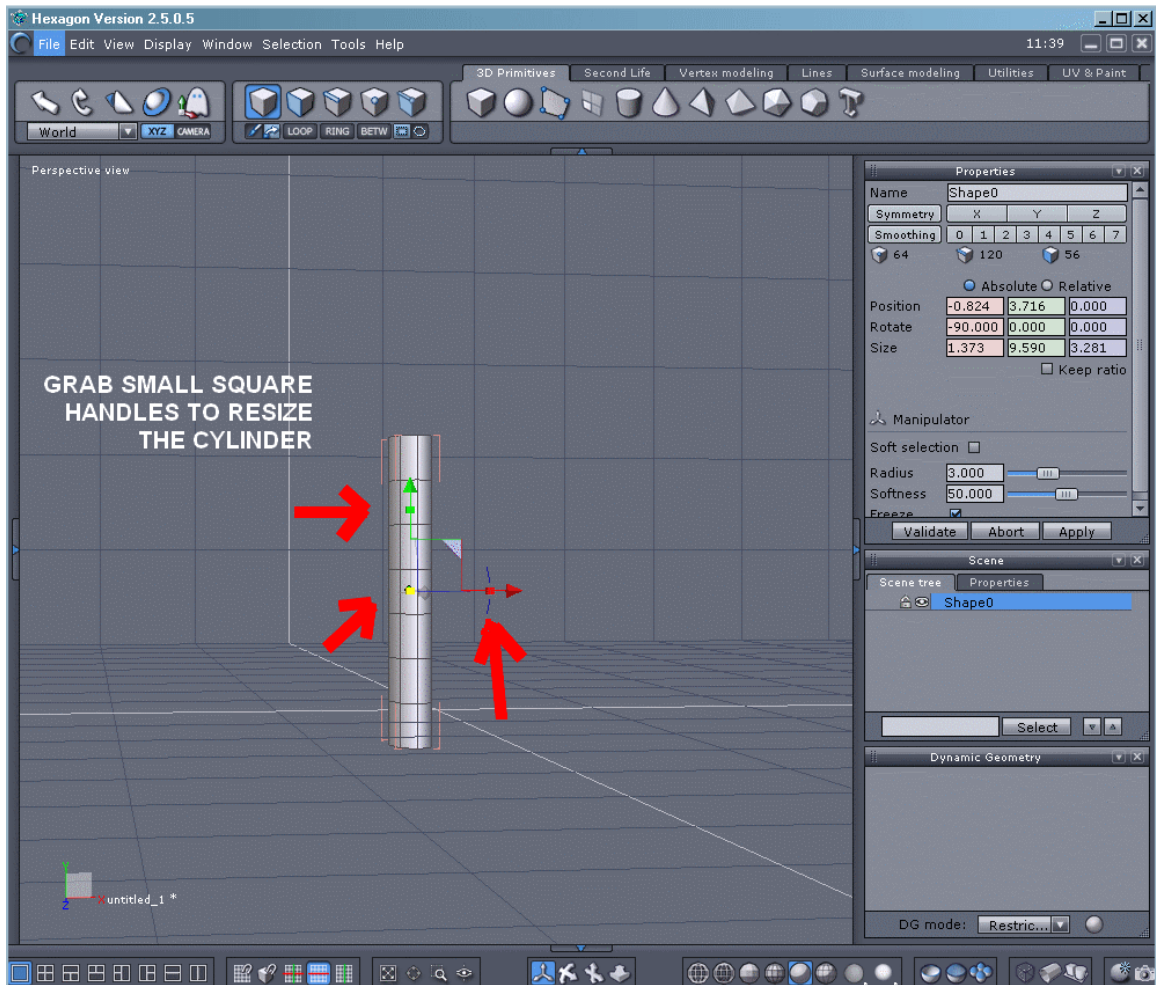 Hexagon Version 2.5.0.5
File Edit View Display Window Selection Tools Help 11:39
3D Primitives Second Life Vertex modeling Lines Surface modeling Utilities UV & Paint
World XYZ CAMERA LOOP RING BETW
Perspective view
GRAB SMALL SQUARE
HANDLES TO RESIZE
THE CYLINDER
Y
X
Z
untitled_1 *
Properties
Name Shape0
Symmetry X Y Z
Smoothing 0 1 2 3 4 5 6 7
64 120 56
Absolute Relative
Position -0.824 3.716 0.000
Rotate -90.000 0.000 0.000
Size 1.373 9.590 3.281
Keep ratio
Manipulator
Soft selection
Radius 3.000
Softness 50.000
Freeze
Validate Abort Apply
Scene
Scene tree Properties
Shape0
Select
Dynamic Geometry
DG mode: Restric...